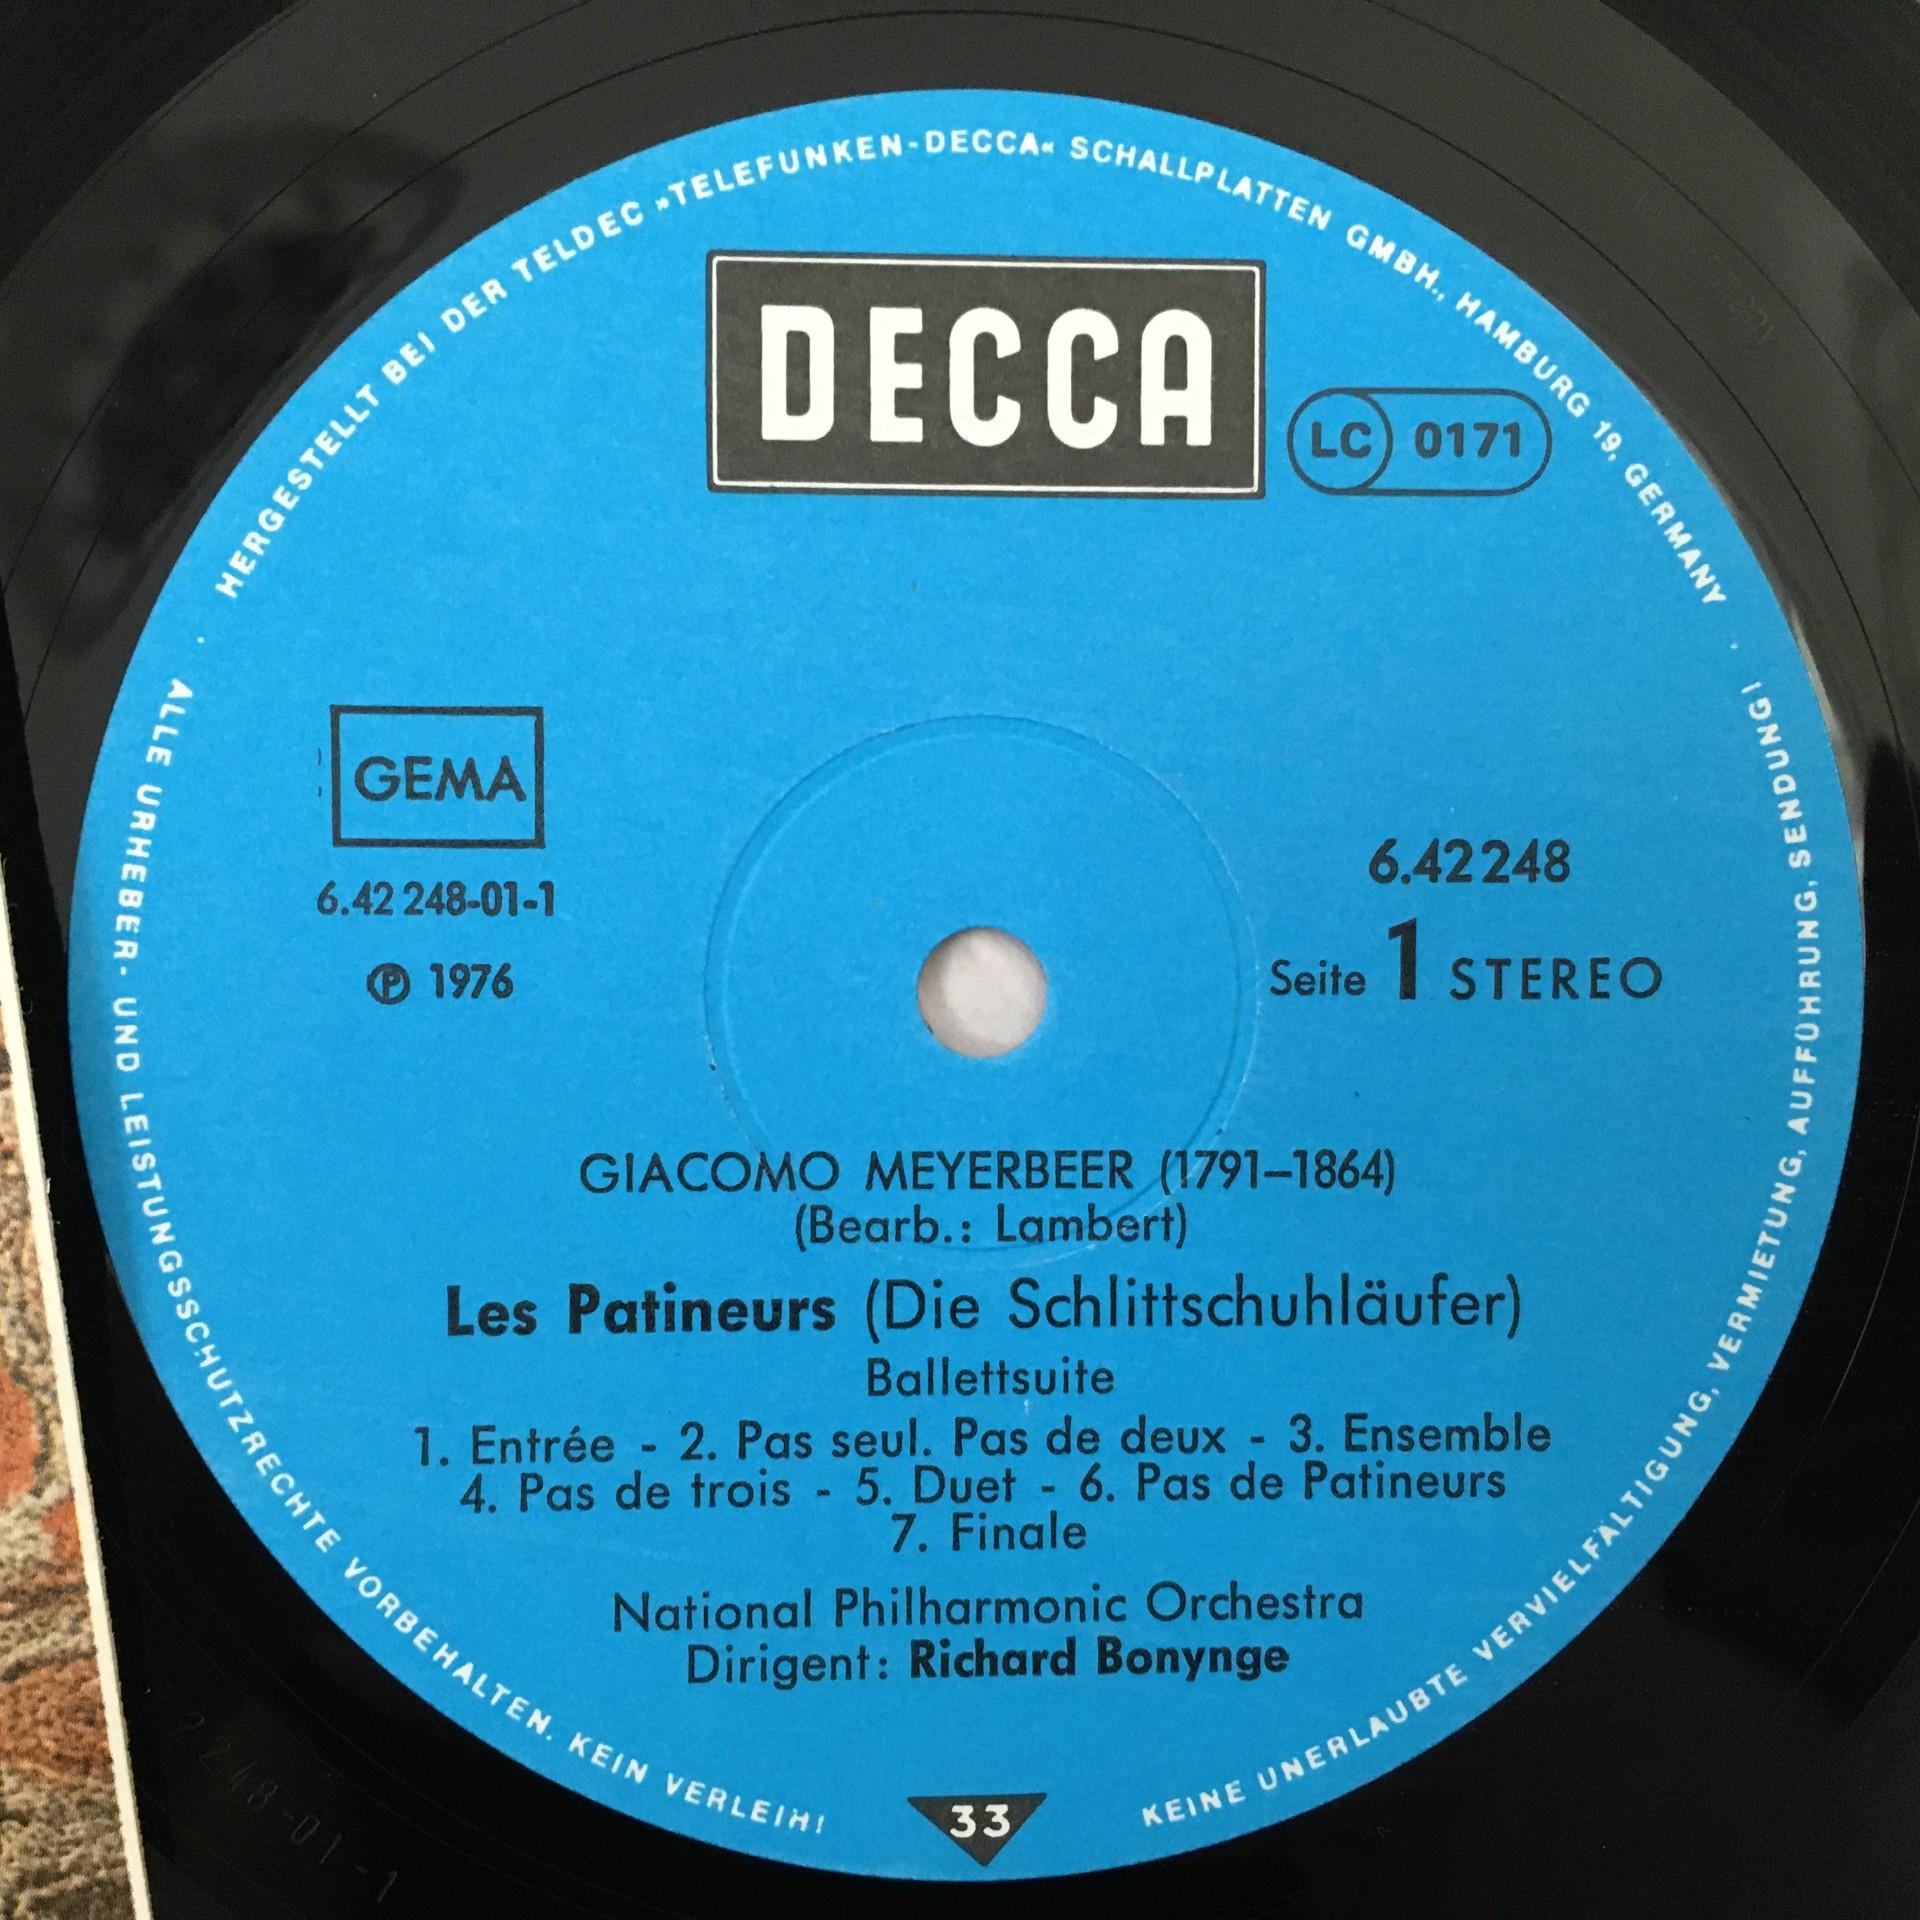 HERGESTELLT BEI DER TELDEC »TELEFUNKEN-DECCA« SCHALLPLATTEN GMBH., HAMBURG 19, GERMANY
DECCA
LC 0171
GEMA
6.42 248-01-1
℗ 1976
6.42248
Seite 1 STEREO
GIACOMO MEYERBEER (1791–1864)
(Bearb.: Lambert)
Les Patineurs (Die Schlittschuhläufer)
Ballettsuite
1. Entrée - 2. Pas seul. Pas de deux - 3. Ensemble
4. Pas de trois - 5. Duet - 6. Pas de Patineurs
7. Finale
National Philharmonic Orchestra
Dirigent: Richard Bonynge
33
ALLE URHEBER- UND LEISTUNGSSCHUTZRECHTE VORBEHALTEN. KEIN VERLEIH!
KEINE UNERLAUBTE VERVIELFÄLTIGUNG, VERMIETUNG, AUFFÜHRUNG, SENDUNG!